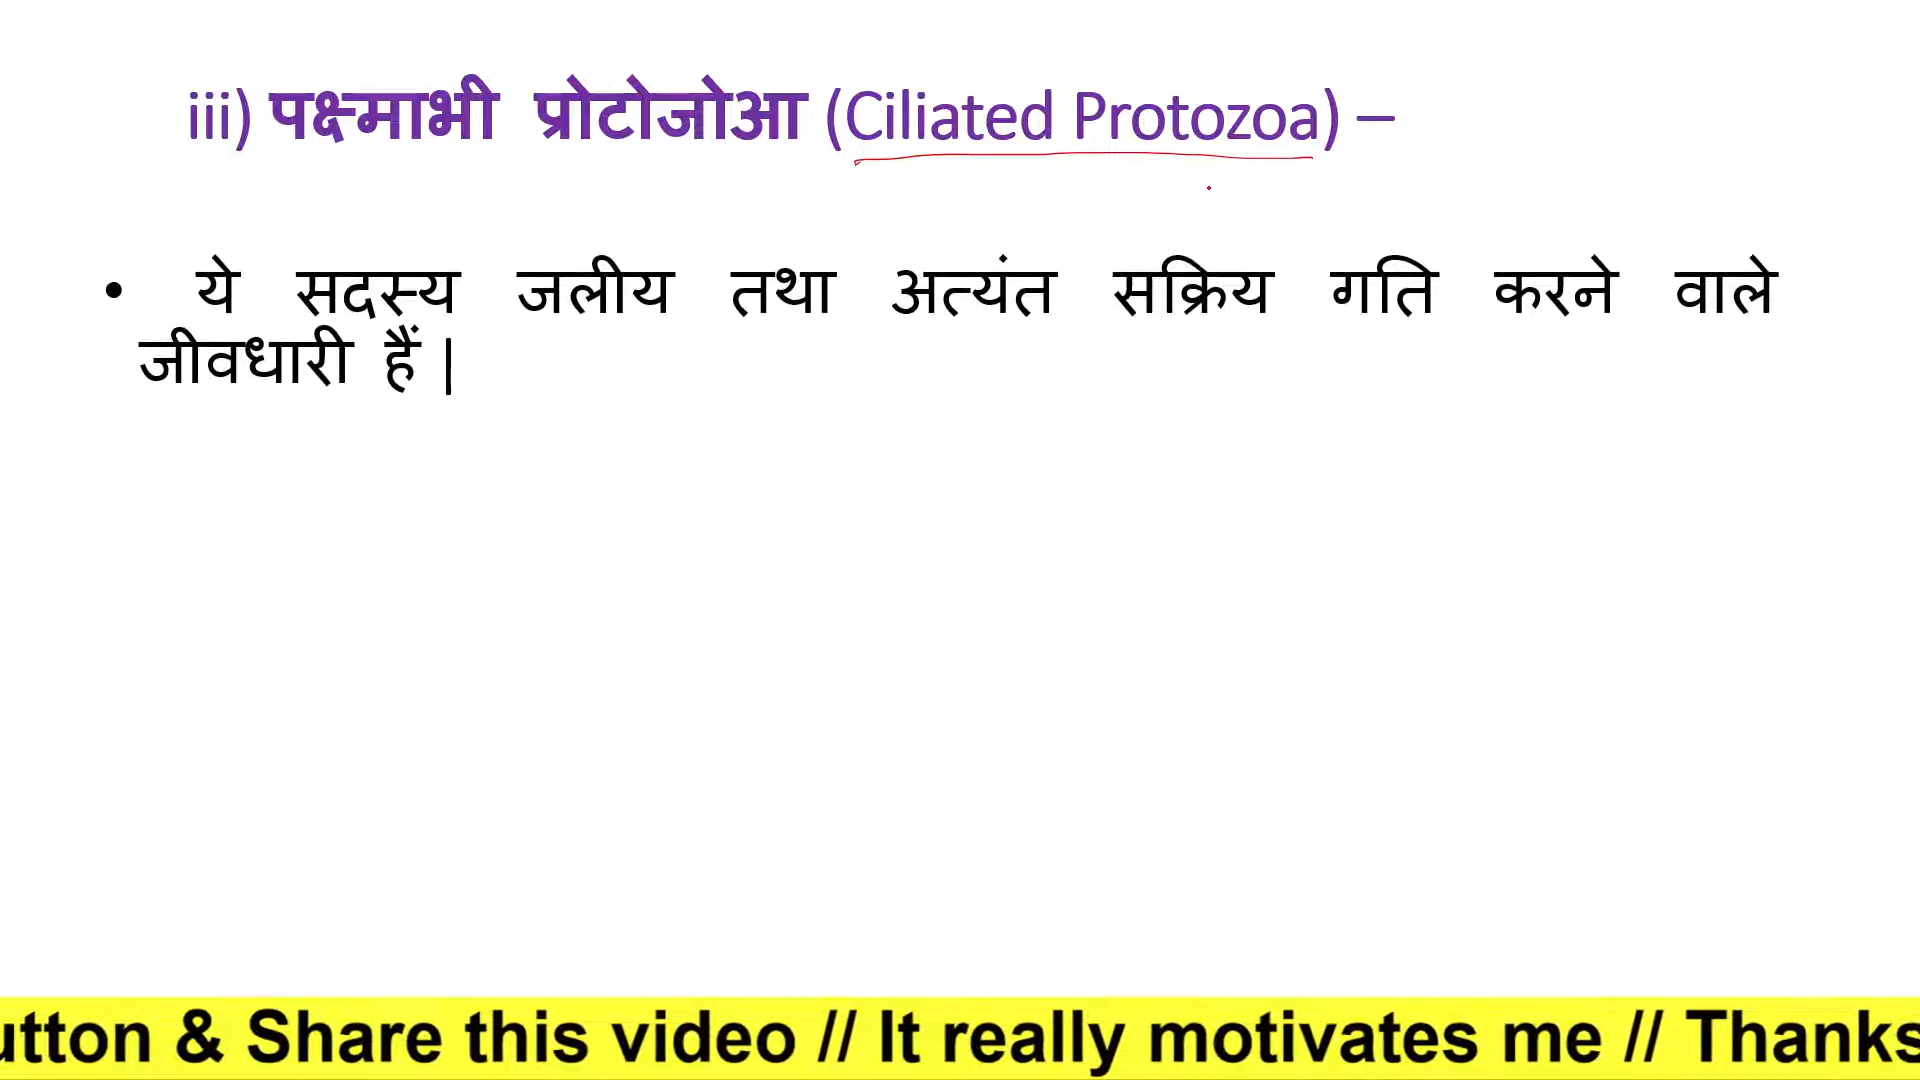 iii) पक्ष्माभी प्रोटोजोआ (Ciliated Protozoa) –
• ये सदस्य जलीय तथा अत्यंत सक्रिय गति करने वाले
जीवधारी हैं |
utton & Share this video // It really motivates me // Thanks